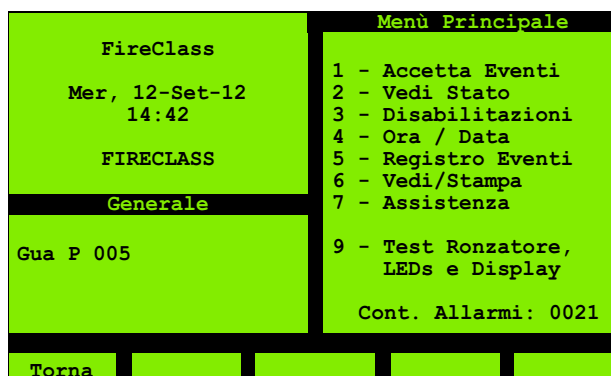 FireClass
Mer, 12-Set-12
14:42
FIRECLASS
Generale
Gua P 005
Menù Principale
1 - Accetta Eventi
2 - Vedi Stato
3 - Disabilitazioni
4 - Ora / Data
5 - Registro Eventi
6 - Vedi/Stampa
7 - Assistenza
9 - Test Ronzatore,
LEDs e Display
Cont. Allarmi: 0021
Torna